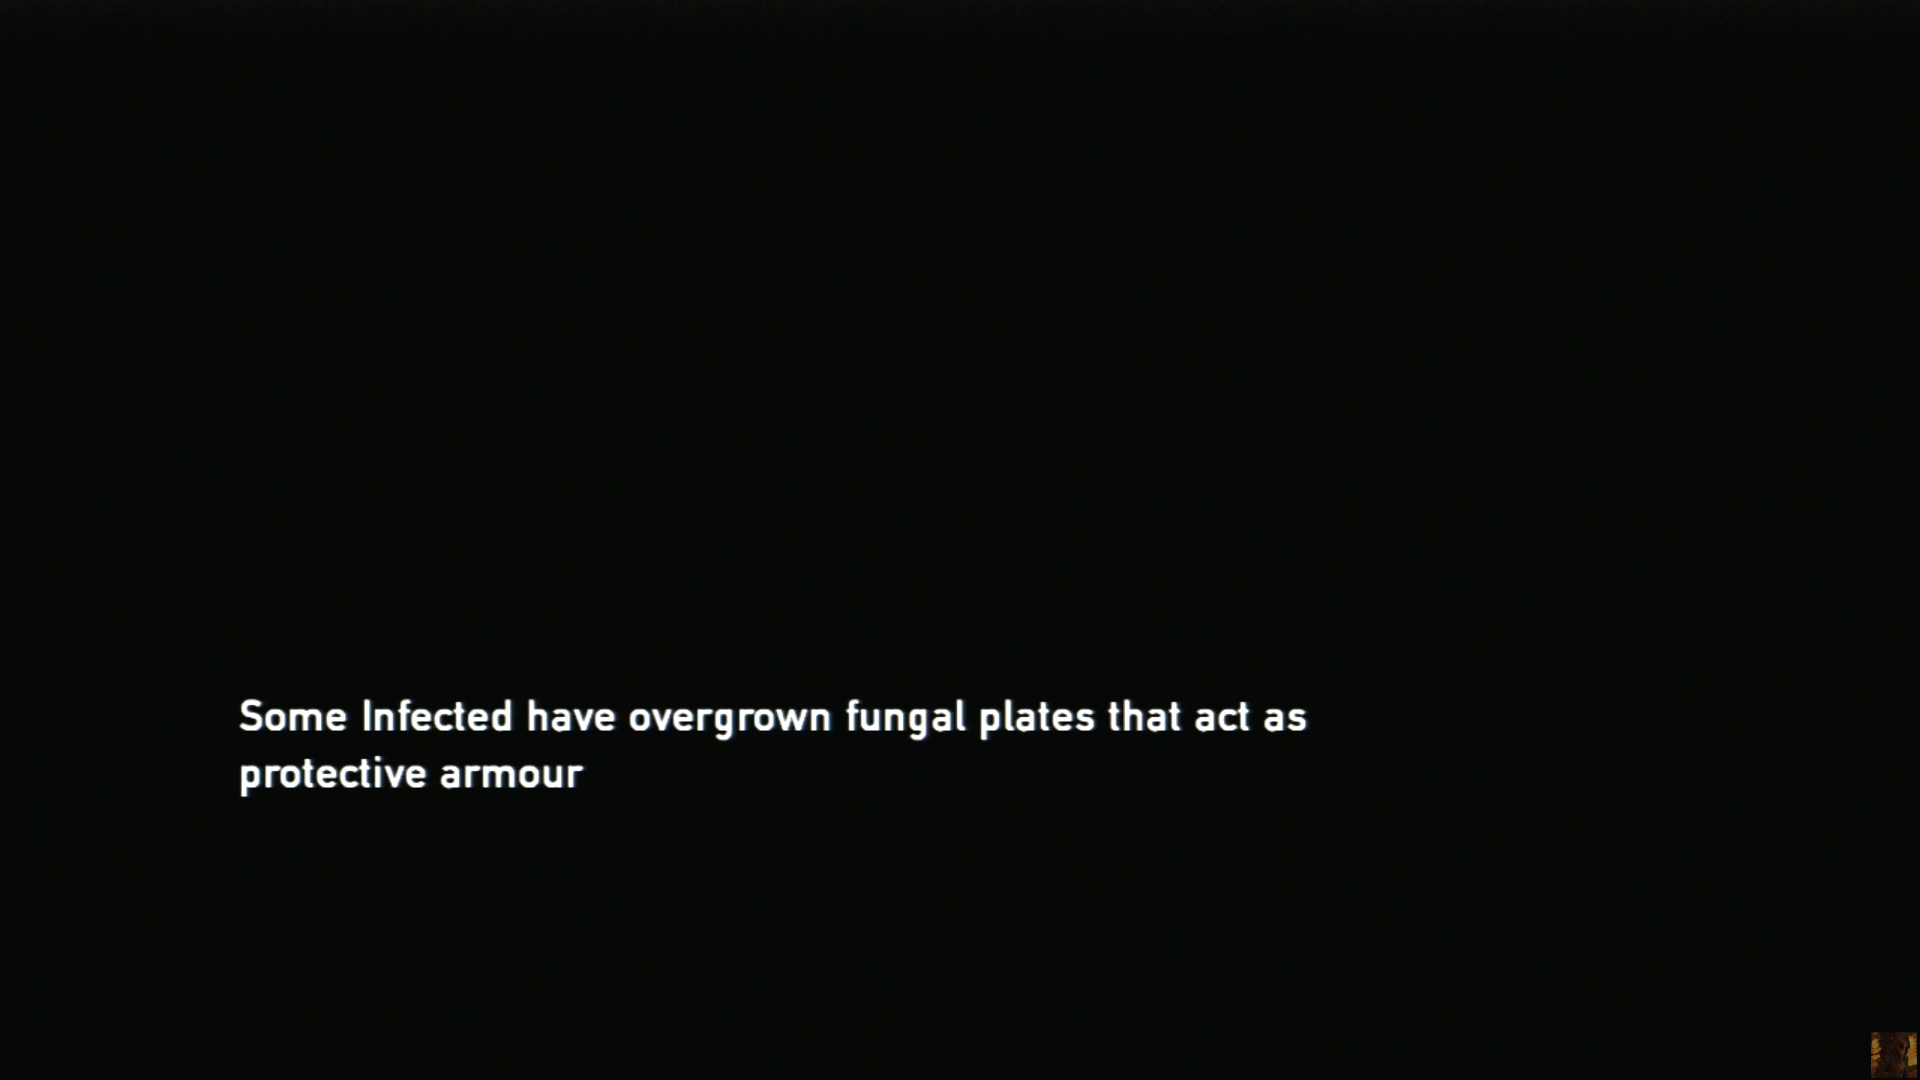 Some Infected have overgrown fungal plates that act as
protective armour